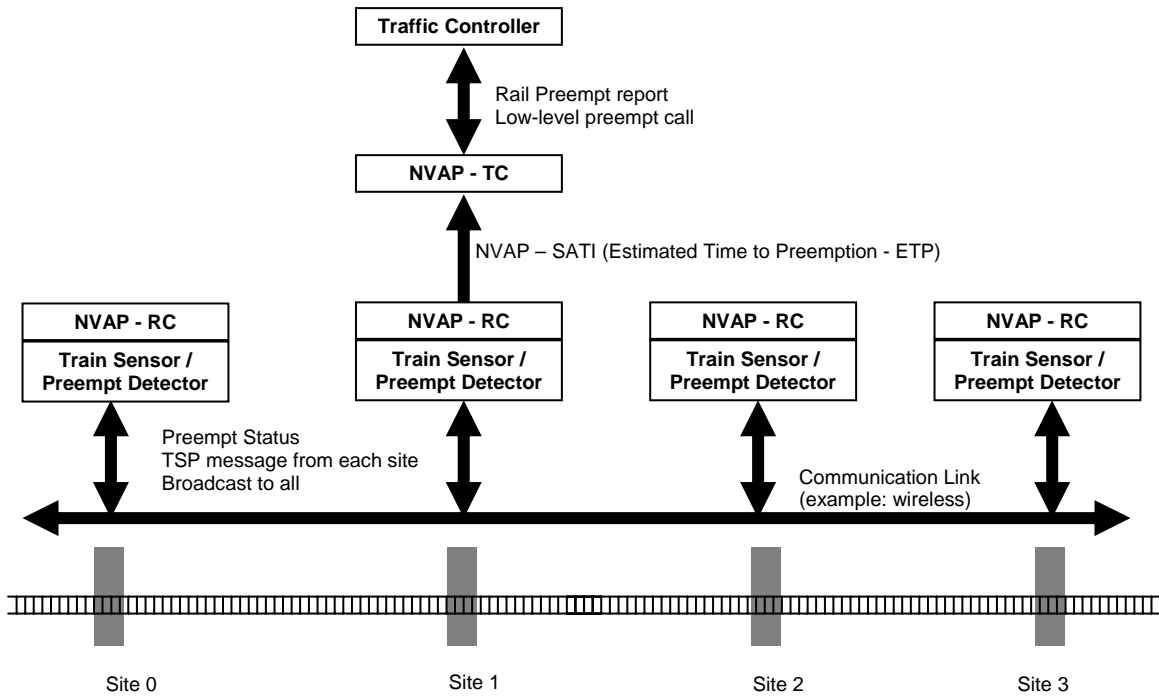 Traffic Controller
Rail Preempt report
Low-level preempt call
NVAP - TC
NVAP – SATI (Estimated Time to Preemption - ETP)
NVAP - RC
Train Sensor /
Preempt Detector
NVAP - RC
Train Sensor /
Preempt Detector
NVAP - RC
Train Sensor /
Preempt Detector
NVAP - RC
Train Sensor /
Preempt Detector
Preempt Status
TSP message from each site
Broadcast to all
Communication Link
(example: wireless)
Site 0
Site 1
Site 2
Site 3